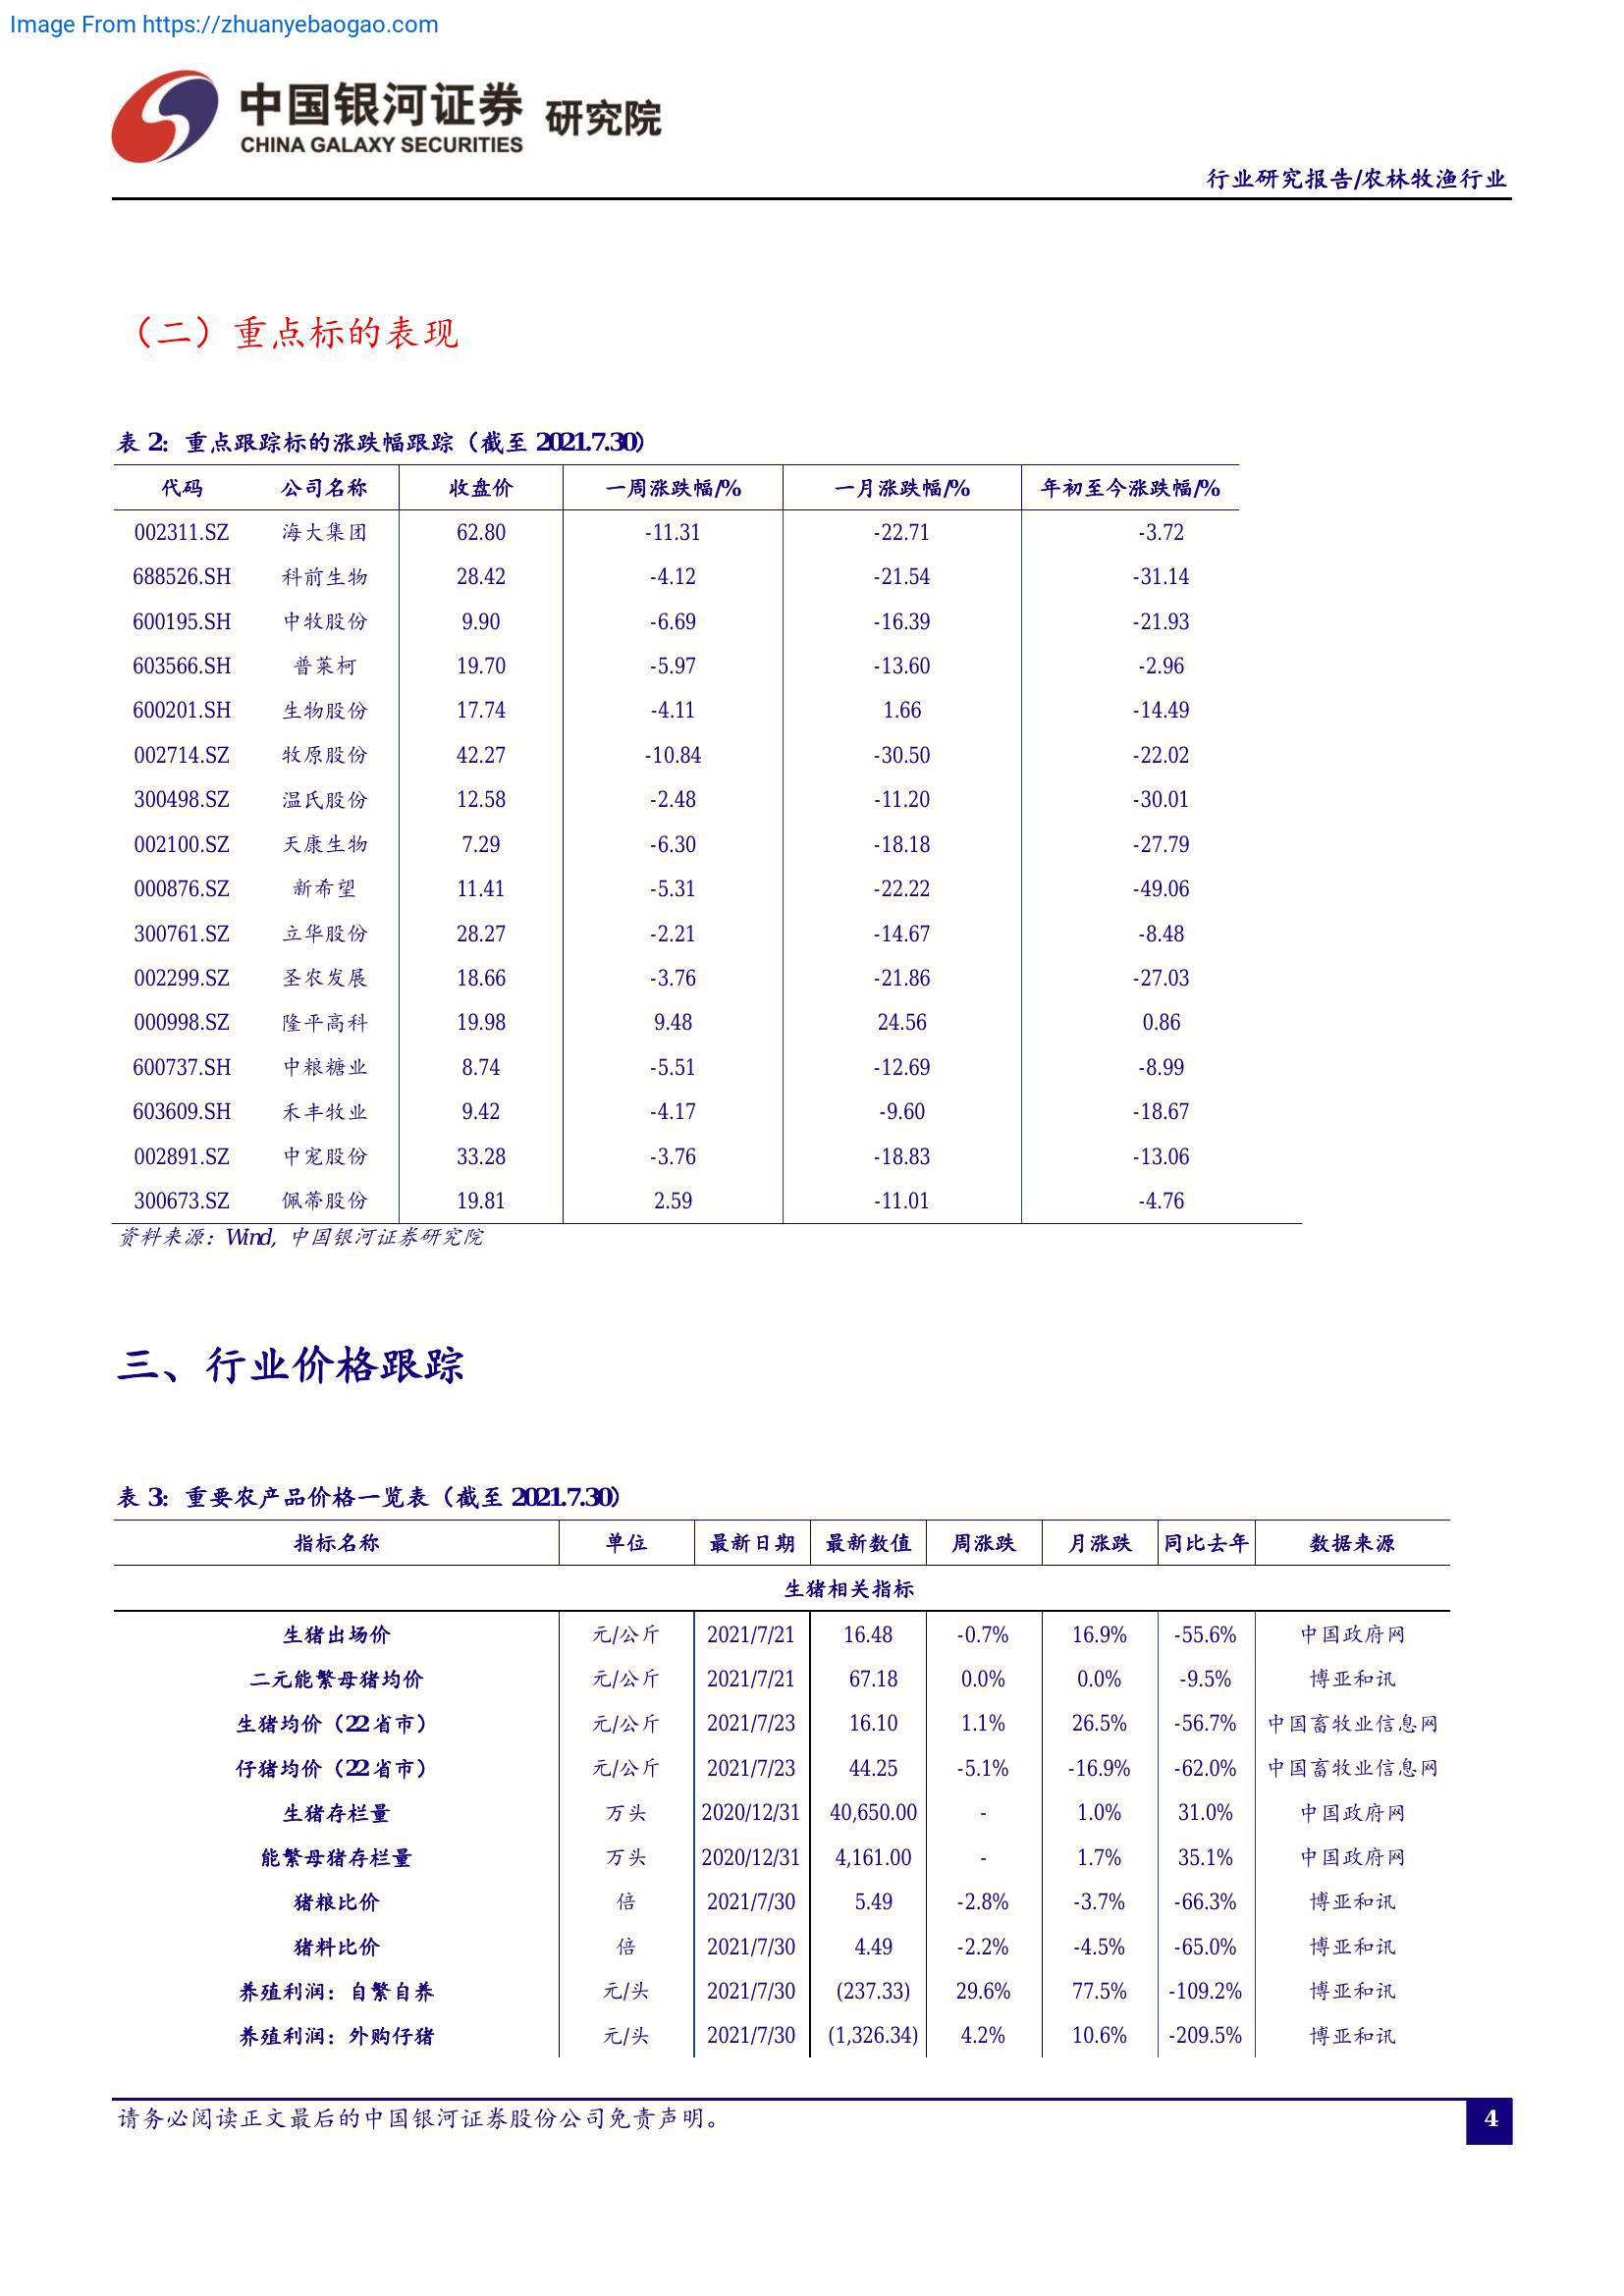 Image From https://zhuanyebaogao.com
中国银河证券 研究院
CHINA GALAXY SECURITIES
行业研究报告/农林牧渔行业
（二）重点标的表现
表 2: 重点跟踪标的涨跌幅跟踪（截至 2021.7.30）
代码 公司名称 收盘价 一周涨跌幅/% 一月涨跌幅/% 年初至今涨跌幅/%
002311.SZ 海大集团 62.80 -11.31 -22.71 -3.72
688526.SH 科前生物 28.42 -4.12 -21.54 -31.14
600195.SH 中牧股份 9.90 -6.69 -16.39 -21.93
603566.SH 普莱柯 19.70 -5.97 -13.60 -2.96
600201.SH 生物股份 17.74 -4.11 1.66 -14.49
002714.SZ 牧原股份 42.27 -10.84 -30.50 -22.02
300498.SZ 温氏股份 12.58 -2.48 -11.20 -30.01
002100.SZ 天康生物 7.29 -6.30 -18.18 -27.79
000876.SZ 新希望 11.41 -5.31 -22.22 -49.06
300761.SZ 立华股份 28.27 -2.21 -14.67 -8.48
002299.SZ 圣农发展 18.66 -3.76 -21.86 -27.03
000998.SZ 隆平高科 19.98 9.48 24.56 0.86
600737.SH 中粮糖业 8.74 -5.51 -12.69 -8.99
603609.SH 禾丰牧业 9.42 -4.17 -9.60 -18.67
002891.SZ 中宠股份 33.28 -3.76 -18.83 -13.06
300673.SZ 佩蒂股份 19.81 2.59 -11.01 -4.76
资料来源：Wind, 中国银河证券研究院
三、行业价格跟踪
表 3: 重要农产品价格一览表（截至 2021.7.30）
指标名称 单位 最新日期 最新数值 周涨跌 月涨跌 同比去年 数据来源
生猪相关指标
生猪出场价 元/公斤 2021/7/21 16.48 -0.7% 16.9% -55.6% 中国政府网
二元能繁母猪均价 元/公斤 2021/7/21 67.18 0.0% 0.0% -9.5% 博亚和讯
生猪均价（22省市） 元/公斤 2021/7/23 16.10 1.1% 26.5% -56.7% 中国畜牧业信息网
仔猪均价（22省市） 元/公斤 2021/7/23 44.25 -5.1% -16.9% -62.0% 中国畜牧业信息网
生猪存栏量 万头 2020/12/31 40,650.00 - 1.0% 31.0% 中国政府网
能繁母猪存栏量 万头 2020/12/31 4,161.00 - 1.7% 35.1% 中国政府网
猪粮比价 倍 2021/7/30 5.49 -2.8% -3.7% -66.3% 博亚和讯
猪料比价 倍 2021/7/30 4.49 -2.2% -4.5% -65.0% 博亚和讯
养殖利润：自繁自养 元/头 2021/7/30 (237.33) 29.6% 77.5% -109.2% 博亚和讯
养殖利润：外购仔猪 元/头 2021/7/30 (1,326.34) 4.2% 10.6% -209.5% 博亚和讯
请务必阅读正文最后的中国银河证券股份公司免责声明。
4